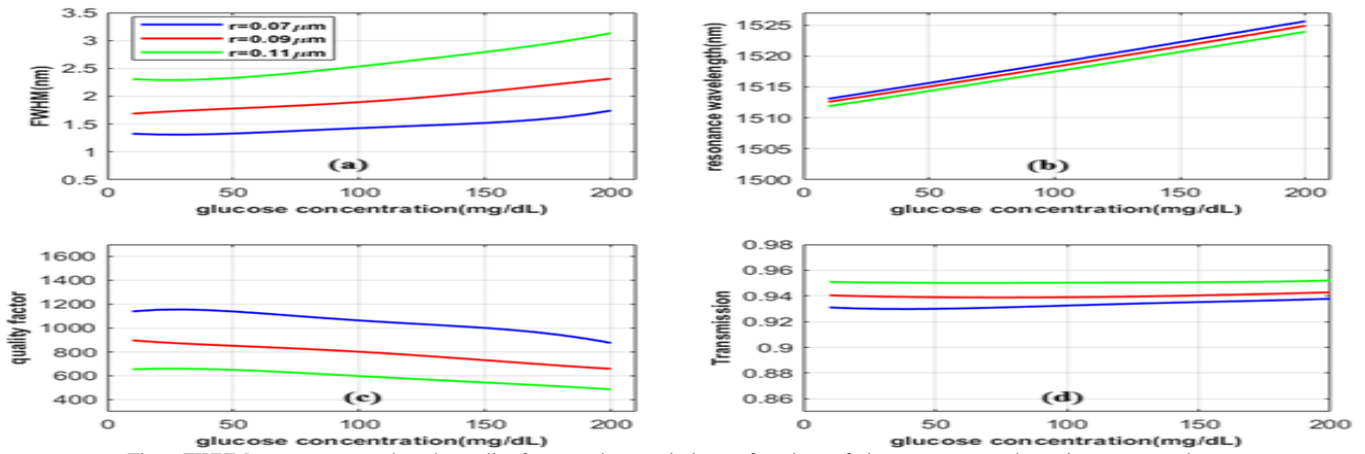 3.5
3
2.5
2
1.5
1
0.5
FWHM(nm)
r=0.07μm
r=0.09μm
r=0.11μm
(a)
0 50 100 150 200
glucose concentration(mg/dL)
1525
1520
1515
1510
1505
1500
resonance wavelength(nm)
(b)
0 50 100 150 200
glucose concentration(mg/dL)
1600
1400
1200
1000
800
600
400
quality factor
(c)
0 50 100 150 200
glucose concentration(mg/dL)
0.98
0.96
0.94
0.92
0.9
0.88
0.86
Transmission
(d)
0 50 100 150 200
glucose concentration(mg/dL)